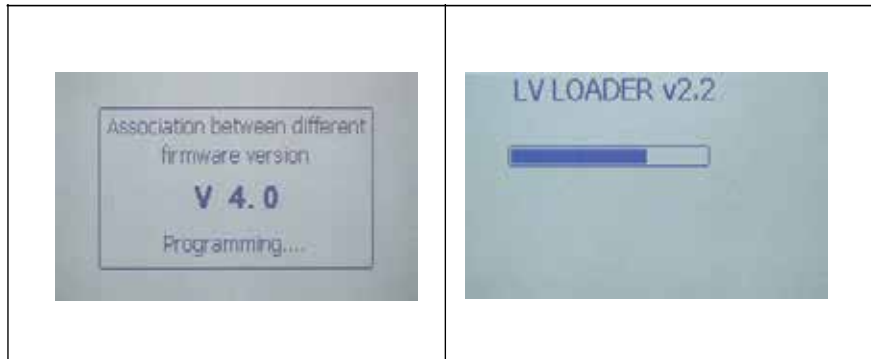 Association between different
firmware version
V 4.0
Programming....
LV LOADER v2.2